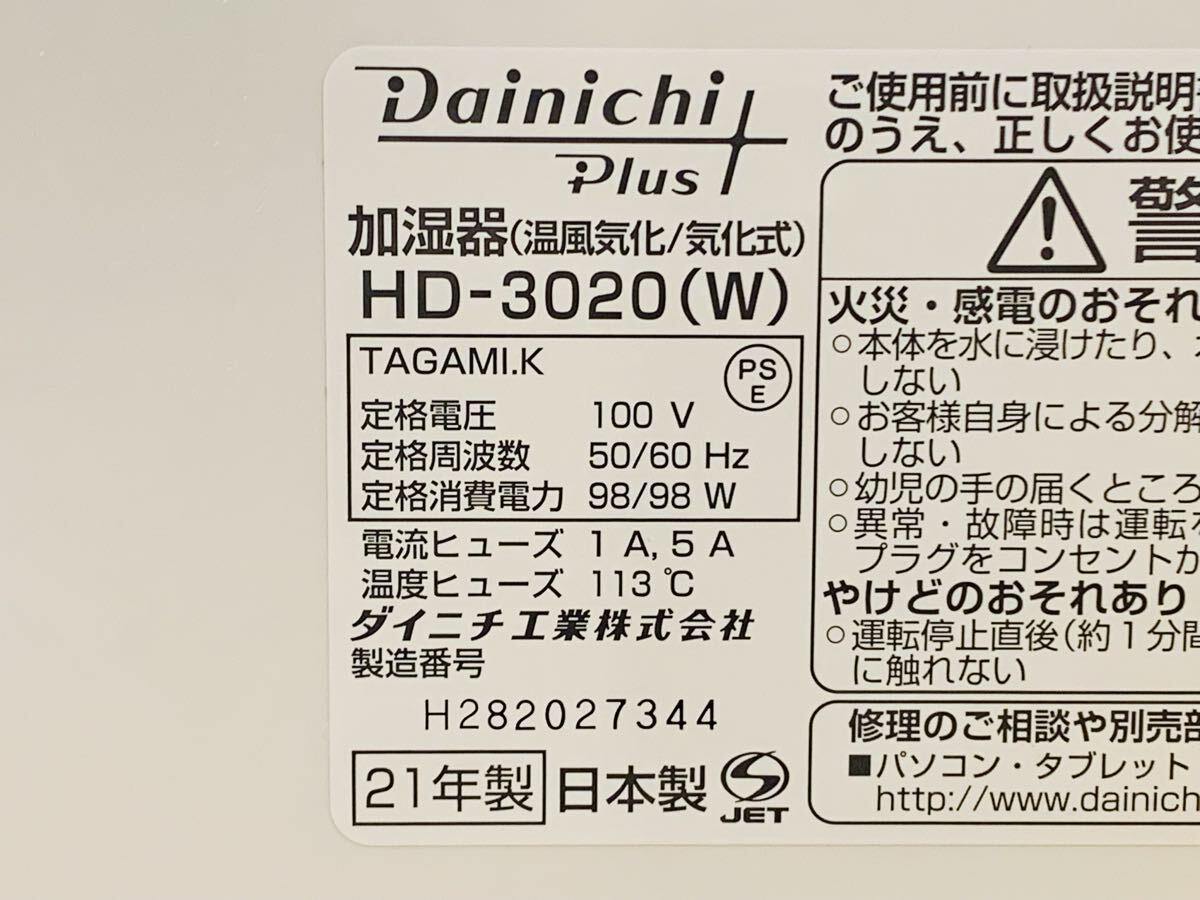 Dainichi
Plus
加湿器(温風気化/気化式)
HD-3020(W)
TAGAMI.K
PS
E
定格電圧 100 V
定格周波数 50/60 Hz
定格消費電力 98/98 W
電流ヒューズ 1 A, 5 A
温度ヒューズ 113 ℃
ダイニチ工業株式会社
製造番号
H282027344
21年製 日本製
JET
ご使用前に取扱説明
のうえ、正しくお使
火災・感電のおそれ
○本体を水に浸けたり、
しない
○お客様自身による分解
しない
○幼児の手の届くところ
○異常・故障時は運転
プラグをコンセントか
やけどのおそれあり
○運転停止直後(約1分間
に触れない
修理のご相談や別売部
■パソコン・タブレット
http://www.dainich